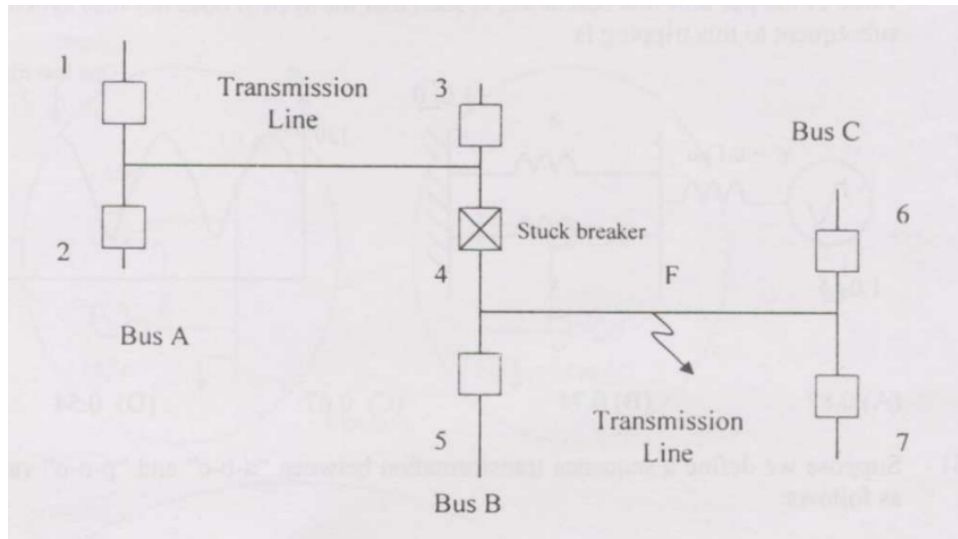 1
Transmission
Line
3
Bus C
2
Stuck breaker
6
4
F
Bus A
Transmission
Line
5
7
Bus B